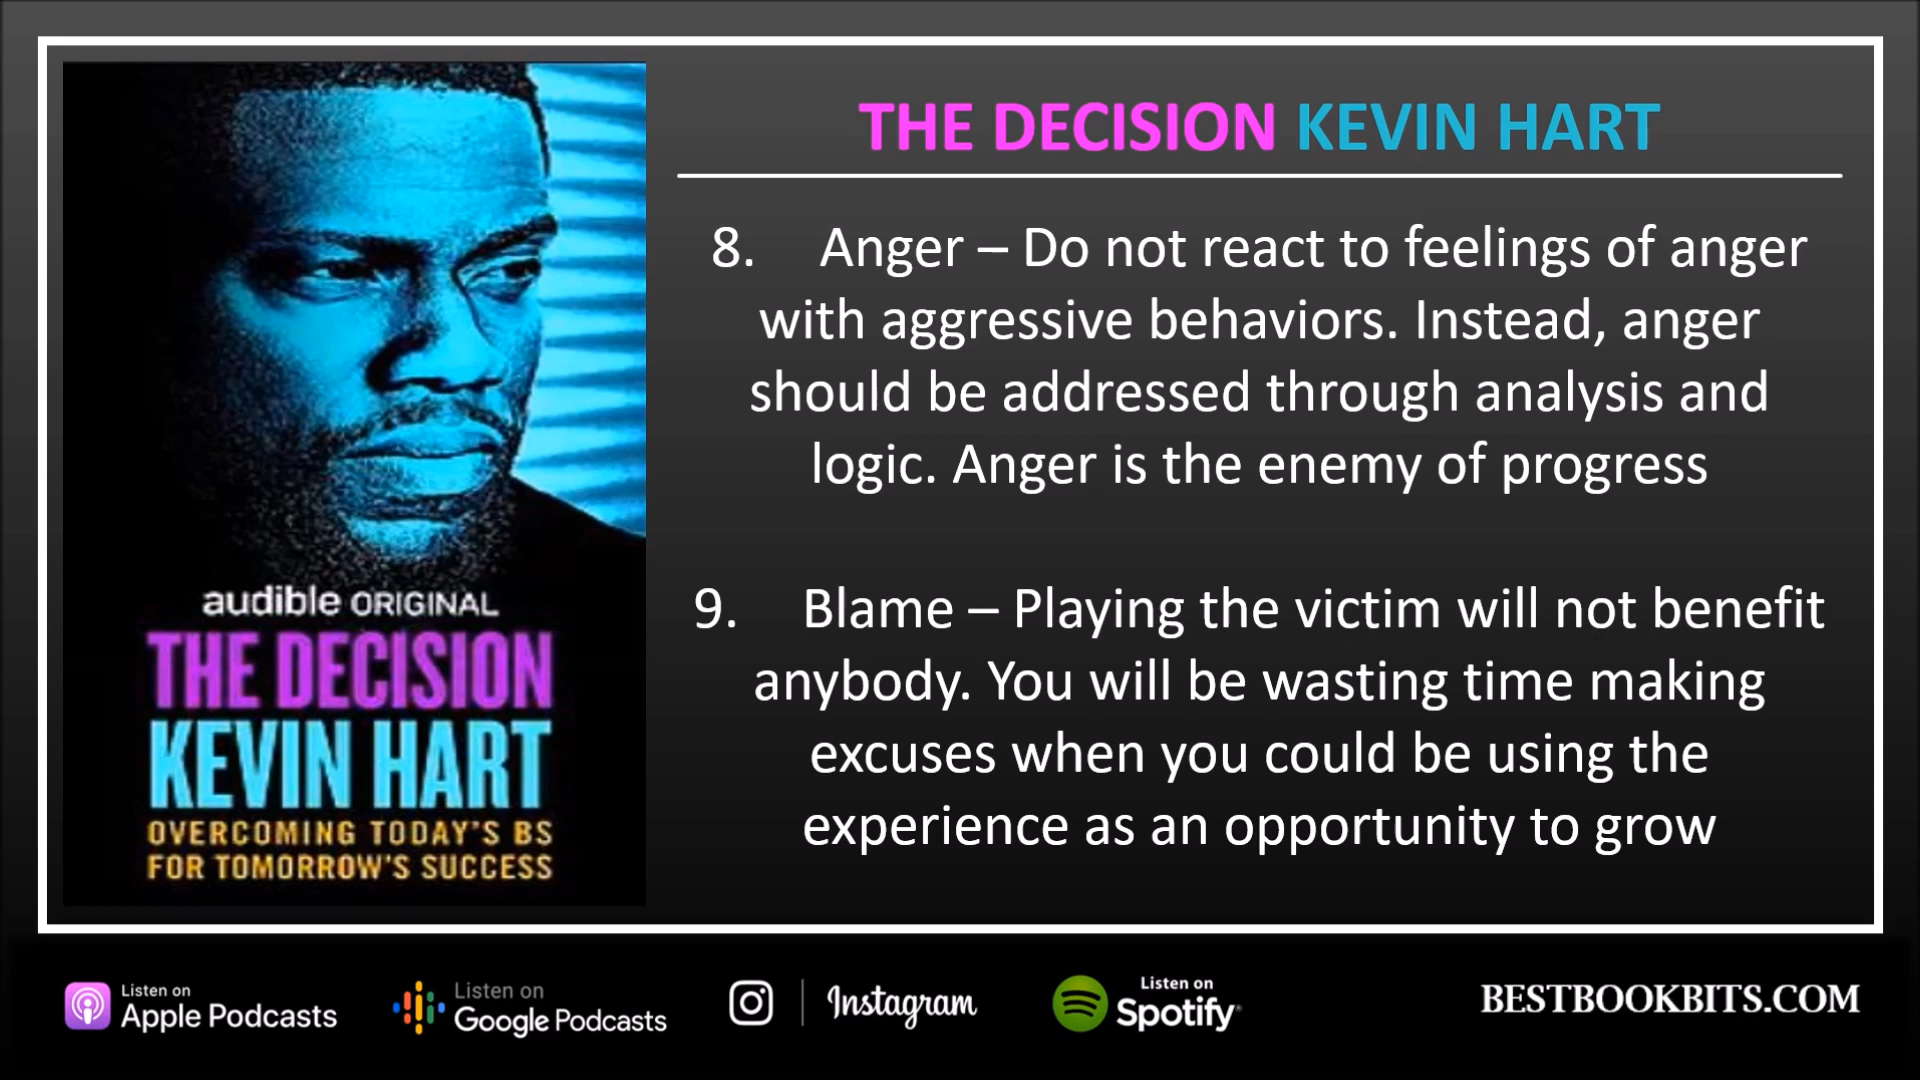 THE DECISION KEVIN HART
8. Anger – Do not react to feelings of anger
with aggressive behaviors. Instead, anger
should be addressed through analysis and
logic. Anger is the enemy of progress
9. Blame – Playing the victim will not benefit
anybody. You will be wasting time making
excuses when you could be using the
experience as an opportunity to grow
audible ORIGINAL
THE DECISION
KEVIN HART
OVERCOMING TODAY'S BS
FOR TOMORROW'S SUCCESS
Listen on
Apple Podcasts
Listen on
Google Podcasts
Instagram
Listen on
Spotify
BESTBOOKBITS.COM